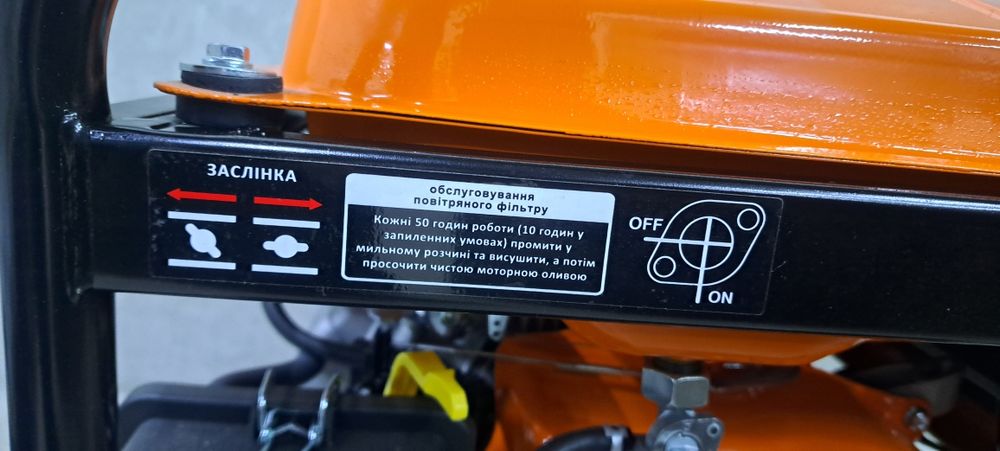 ЗАСЛІНКА
обслуговування
повітряного фільтру
Кожні 50 годин роботи (10 годин у
запиленних умовах) промити у
мильному розчині та висушити, а потім
просочити чистою моторною оливою
OFF
ON